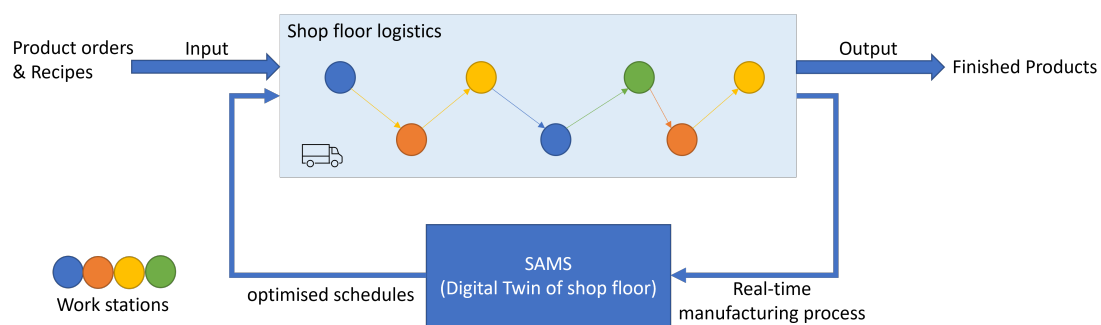 Shop floor logistics
Product orders
& Recipes
Input
Output
Finished Products
SAMS
(Digital Twin of shop floor)
optimised schedules
Real-time
manufacturing process
Work stations